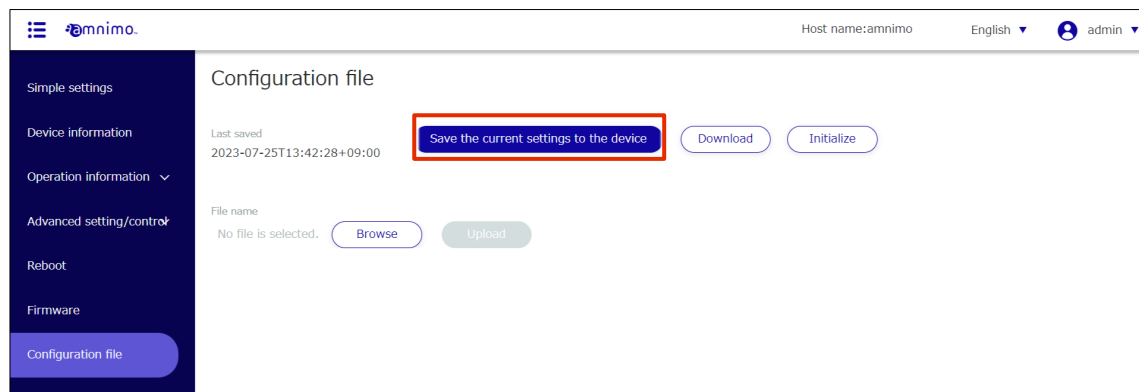 amnimo
Host name:amnimo
English ▼
admin ▼
Simple settings
Device information
Operation information
Advanced setting/control
Reboot
Firmware
Configuration file
Configuration file
Last saved
2023-07-25T13:42:28+09:00
Save the current settings to the device
Download
Initialize
File name
No file is selected.
Browse
Upload